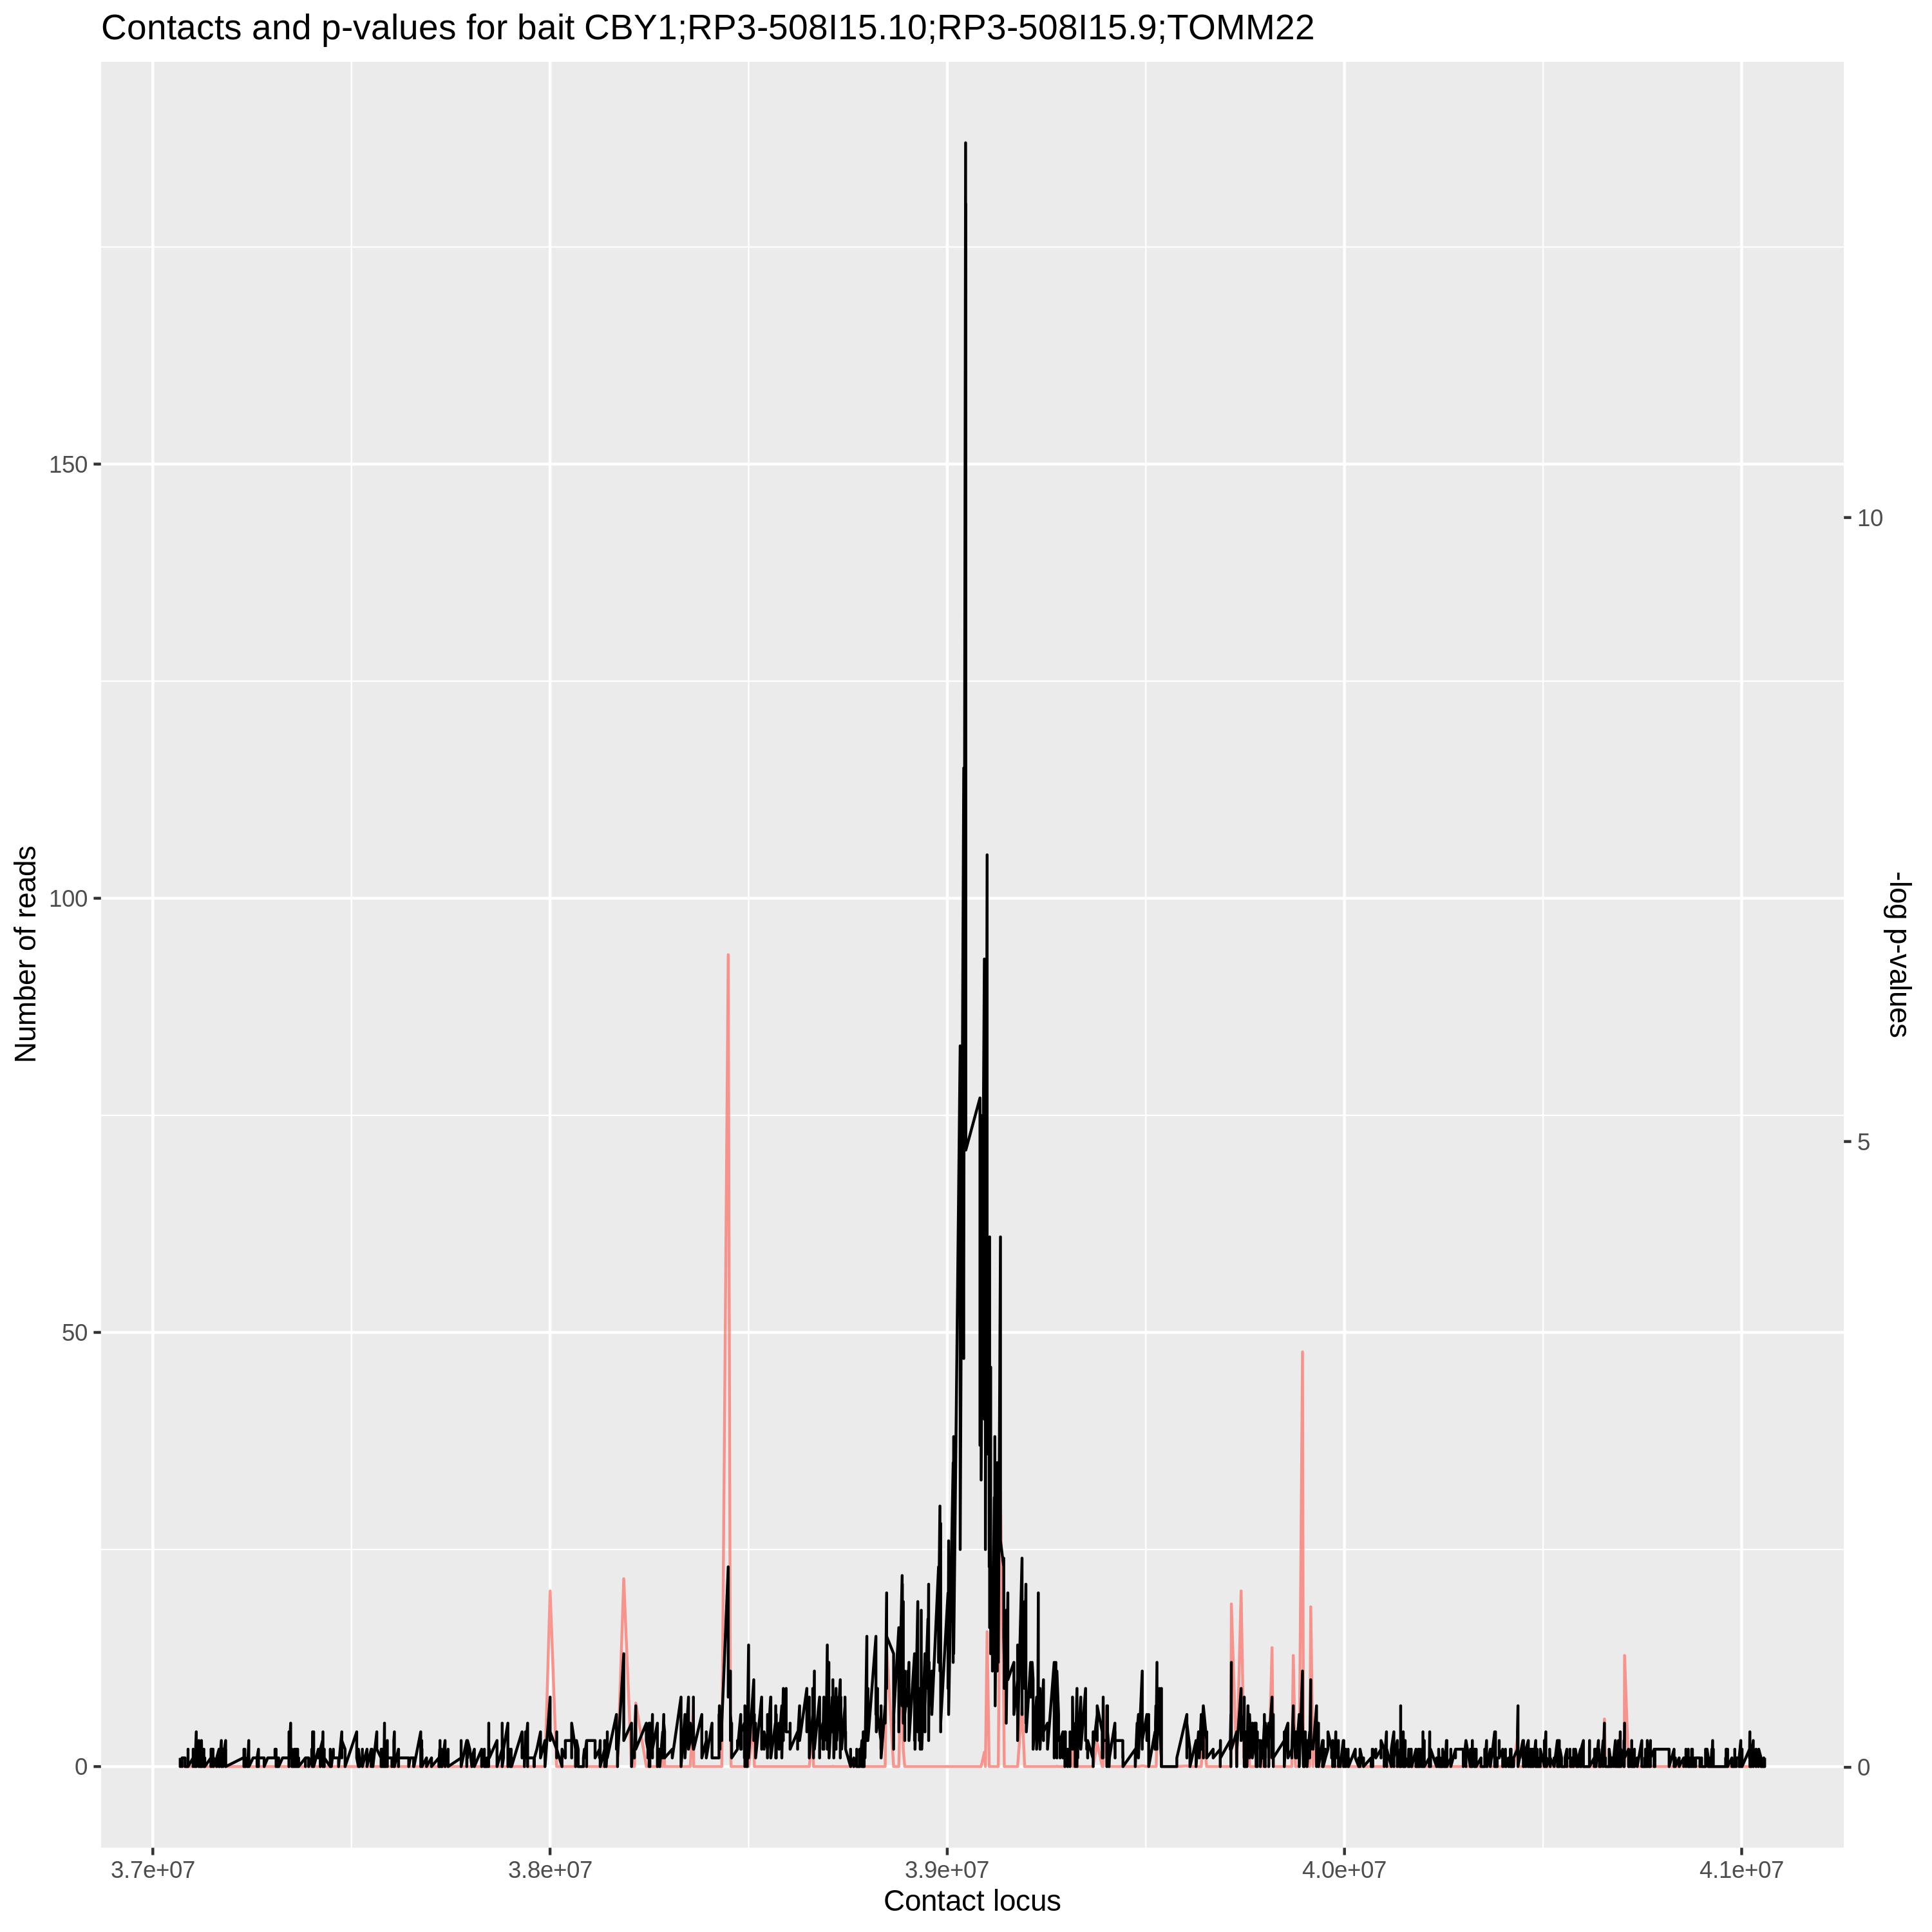 Contacts and p-values for bait CBY1;RP3-508I15.10;RP3-508I15.9;TOMM22
150
100
50
0
Number of reads
10
5
0
-log p-values
3.7e+07 3.8e+07 3.9e+07 4.0e+07 4.1e+07
Contact locus